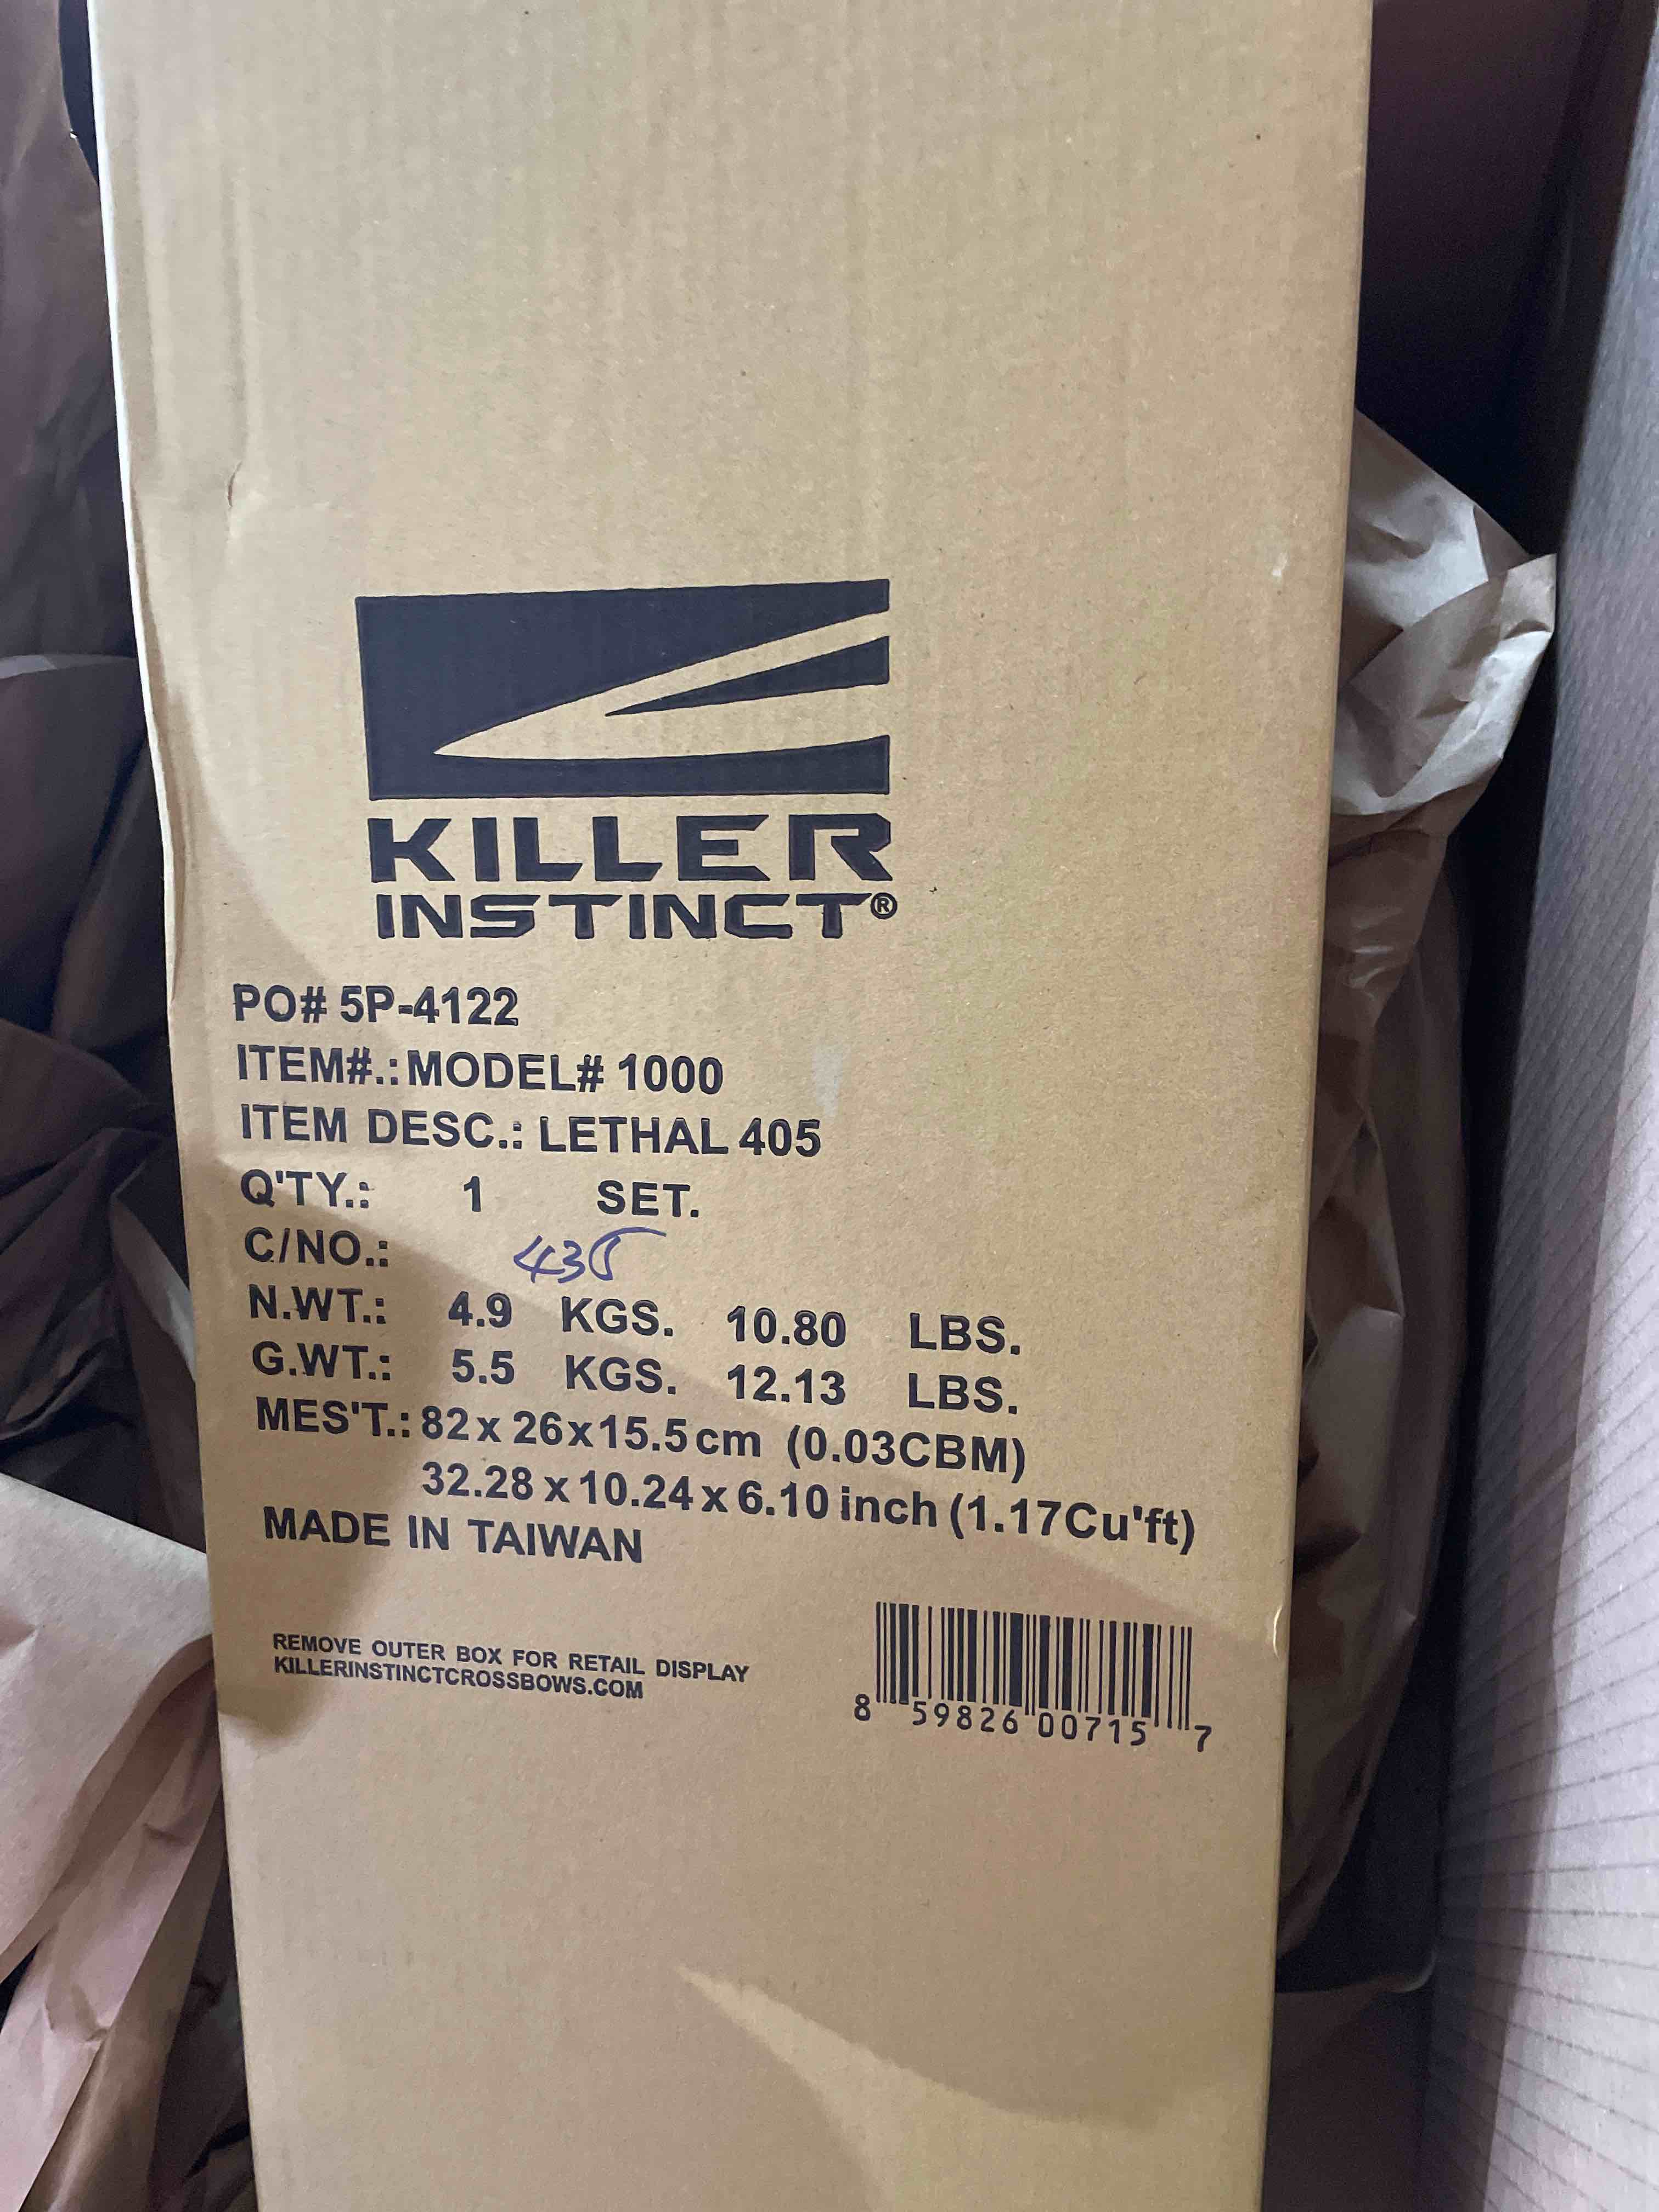 KILLER
INSTINCT®
PO# 5P-4122
ITEM#.:MODEL# 1000
ITEM DESC.: LETHAL 405
Q'TY.: 1 SET.
C/NO.: 435
N.WT.: 4.9 KGS. 10.80 LBS.
G.WT.: 5.5 KGS. 12.13 LBS.
MES'T.: 82 x 26 x 15.5 cm (0.03CBM)
32.28 x 10.24 x 6.10 inch (1.17Cu'ft)
MADE IN TAIWAN
REMOVE OUTER BOX FOR RETAIL DISPLAY
KILLERINSTINCTCROSSBOWS.COM
8 59826 00715 7